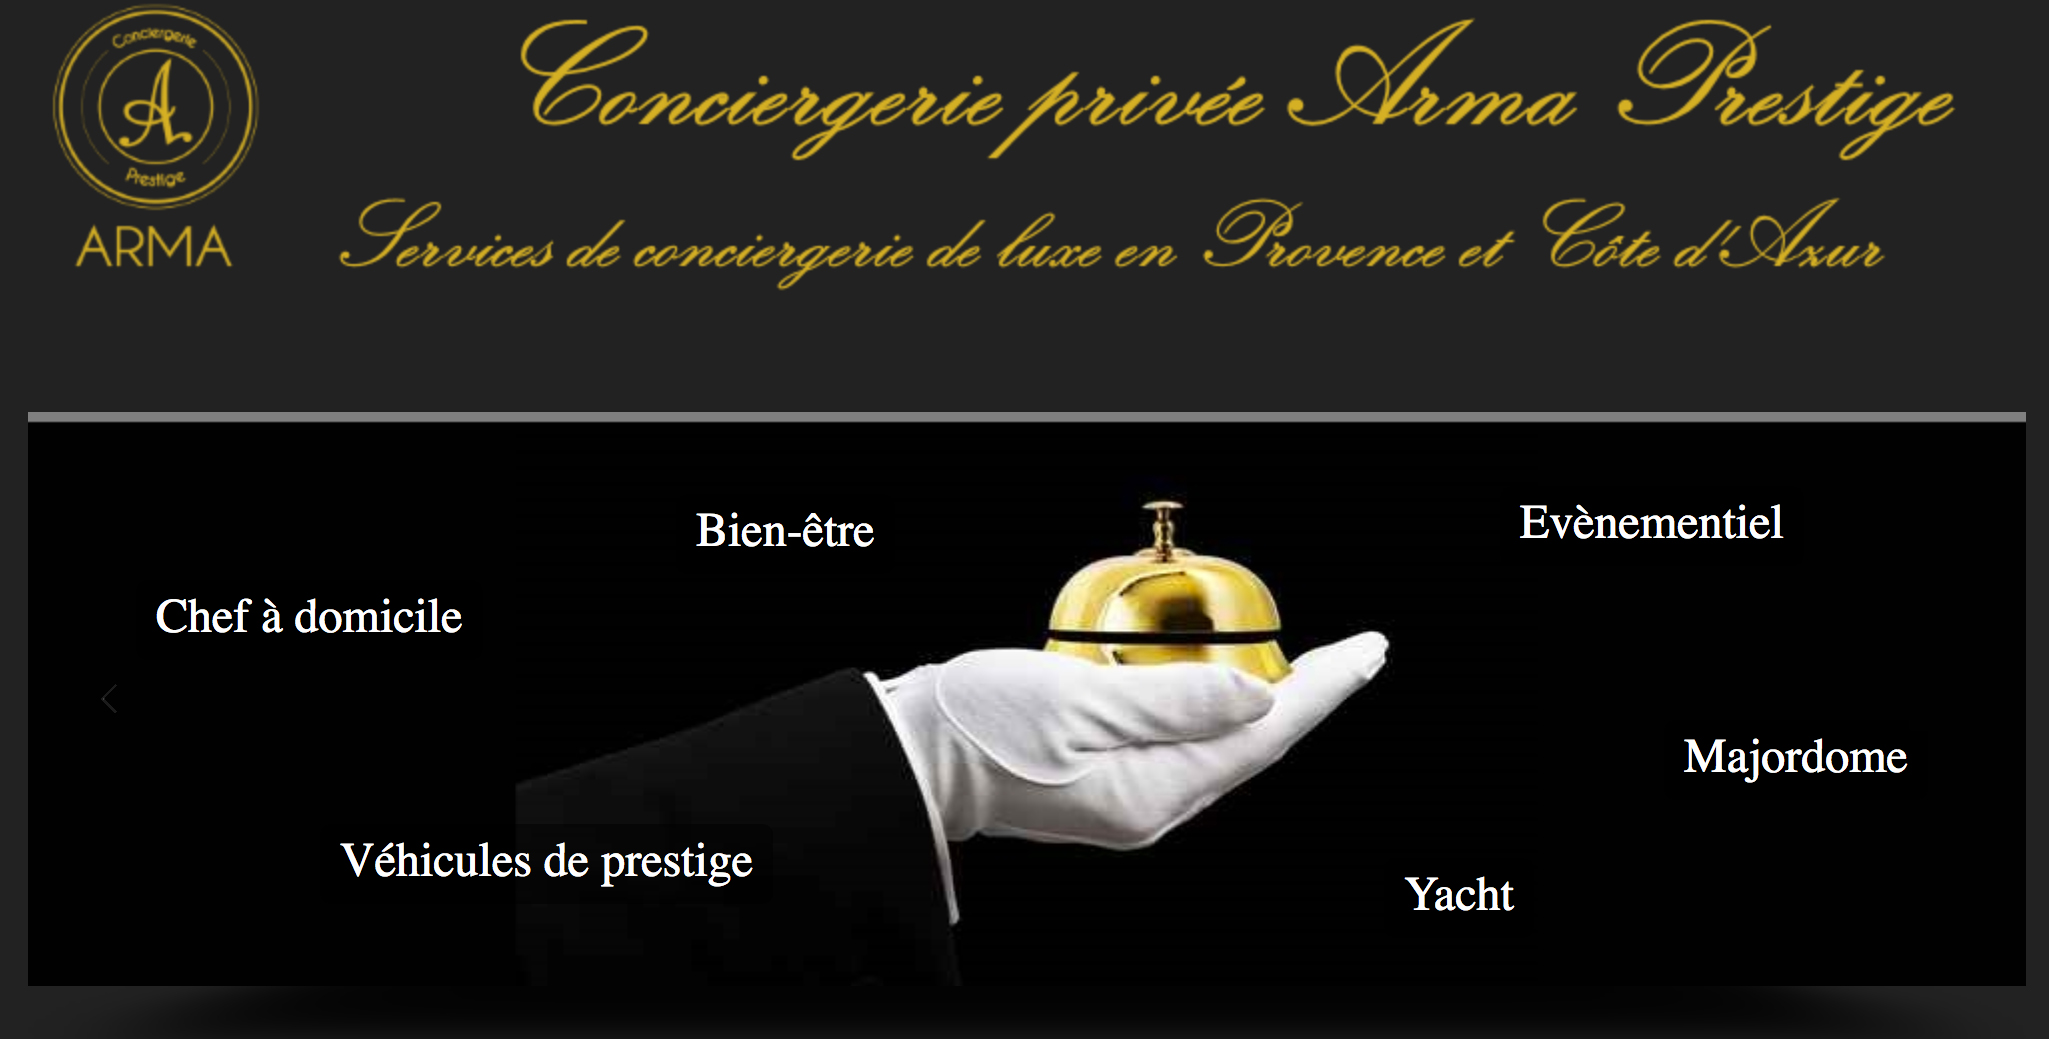 Conciergerie
A
Prestige
ARMA
Conciergerie privée Arma Prestige
Services de conciergerie de luxe en Provence et Côte d'Azur
Bien-être
Evènementiel
Chef à domicile
Majordome
Véhicules de prestige
Yacht